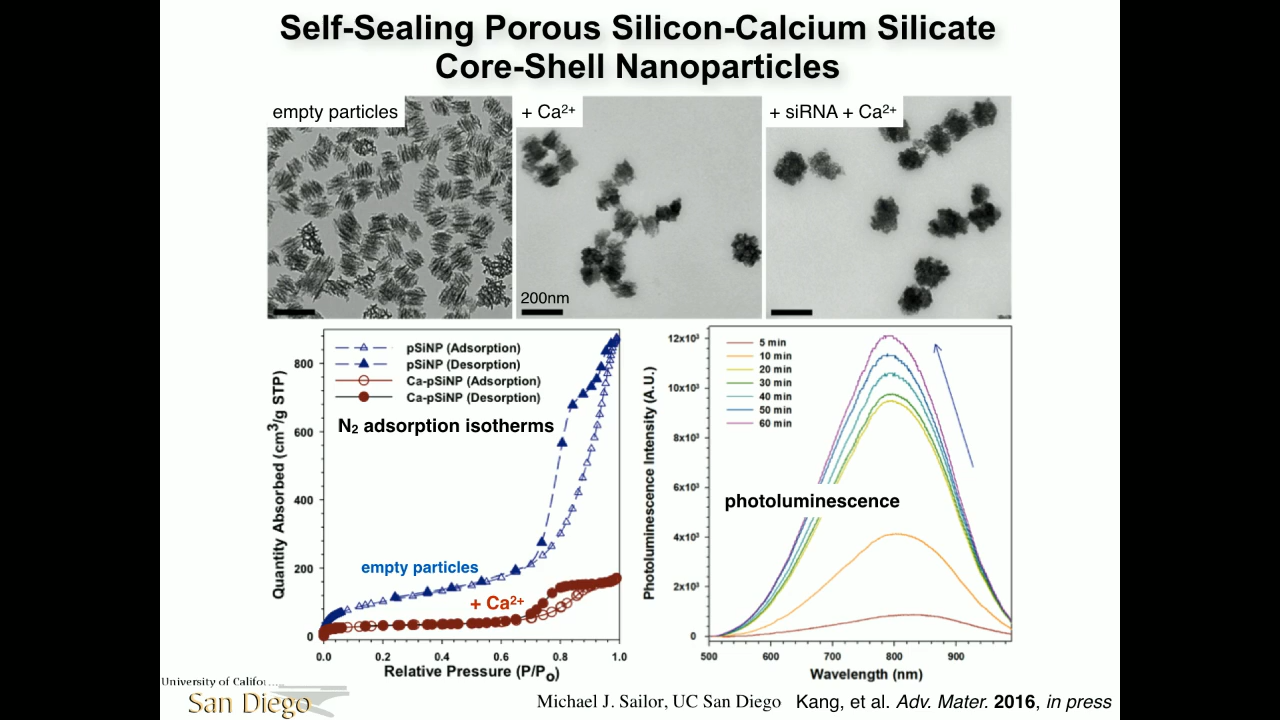 Self-Sealing Porous Silicon-Calcium Silicate
Core-Shell Nanoparticles
empty particles
+ Ca2+
+ siRNA + Ca2+
200nm
pSiNP (Adsorption)
pSiNP (Desorption)
Ca-pSiNP (Adsorption)
Ca-pSiNP (Desorption)
N2 adsorption isotherms
empty particles
+ Ca2+
Quantity Absorbed (cm3/g STP)
800
600
400
200
0
0.0 0.2 0.4 0.6 0.8 1.0
Relative Pressure (P/Po)
5 min
10 min
20 min
30 min
40 min
50 min
60 min
photoluminescence
Photoluminescence Intensity (A.U.)
12x10³
10x10³
8x10³
6x10³
4x10³
2x10³
0
500 600 700 800 900
Wavelength (nm)
University of Califo
San Diego
Michael J. Sailor, UC San Diego
Kang, et al. Adv. Mater. 2016, in press